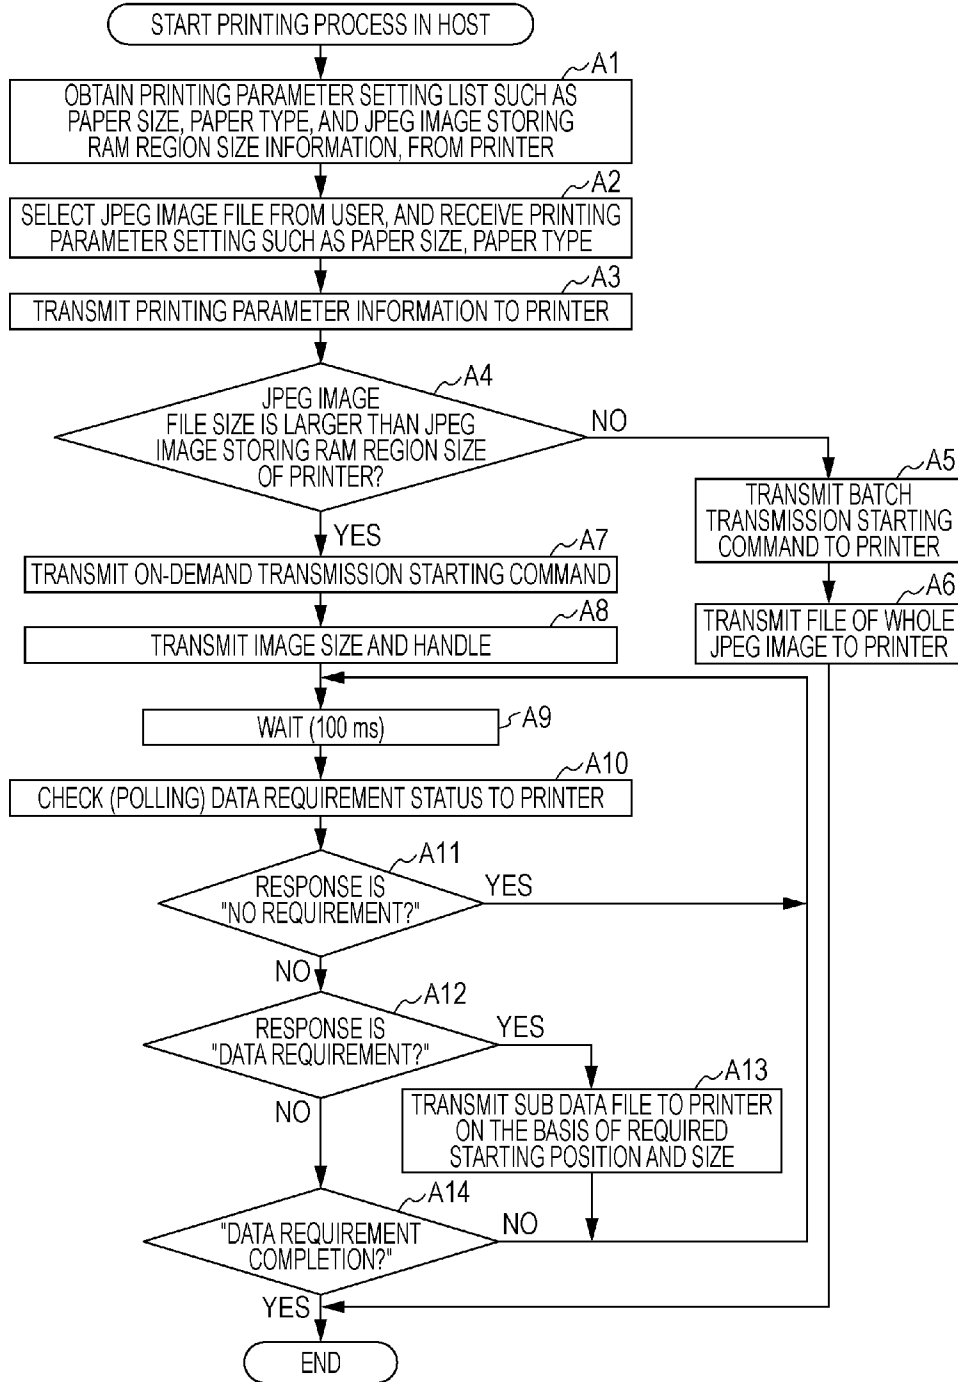 START PRINTING PROCESS IN HOST
A1
OBTAIN PRINTING PARAMETER SETTING LIST SUCH AS
PAPER SIZE, PAPER TYPE, AND JPEG IMAGE STORING
RAM REGION SIZE INFORMATION, FROM PRINTER
A2
SELECT JPEG IMAGE FILE FROM USER, AND RECEIVE PRINTING
PARAMETER SETTING SUCH AS PAPER SIZE, PAPER TYPE
A3
TRANSMIT PRINTING PARAMETER INFORMATION TO PRINTER
A4
JPEG IMAGE
FILE SIZE IS LARGER THAN JPEG
IMAGE STORING RAM REGION SIZE
OF PRINTER?
NO
A5
TRANSMIT BATCH
TRANSMISSION STARTING
COMMAND TO PRINTER
A6
TRANSMIT FILE OF WHOLE
JPEG IMAGE TO PRINTER
YES
A7
TRANSMIT ON-DEMAND TRANSMISSION STARTING COMMAND
A8
TRANSMIT IMAGE SIZE AND HANDLE
A9
WAIT (100 ms)
A10
CHECK (POLLING) DATA REQUIREMENT STATUS TO PRINTER
A11
RESPONSE IS
"NO REQUIREMENT?"
YES
NO
A12
RESPONSE IS
"DATA REQUIREMENT?"
YES
NO
A13
TRANSMIT SUB DATA FILE TO PRINTER
ON THE BASIS OF REQUIRED
STARTING POSITION AND SIZE
A14
"DATA REQUIREMENT
COMPLETION?"
NO
YES
END